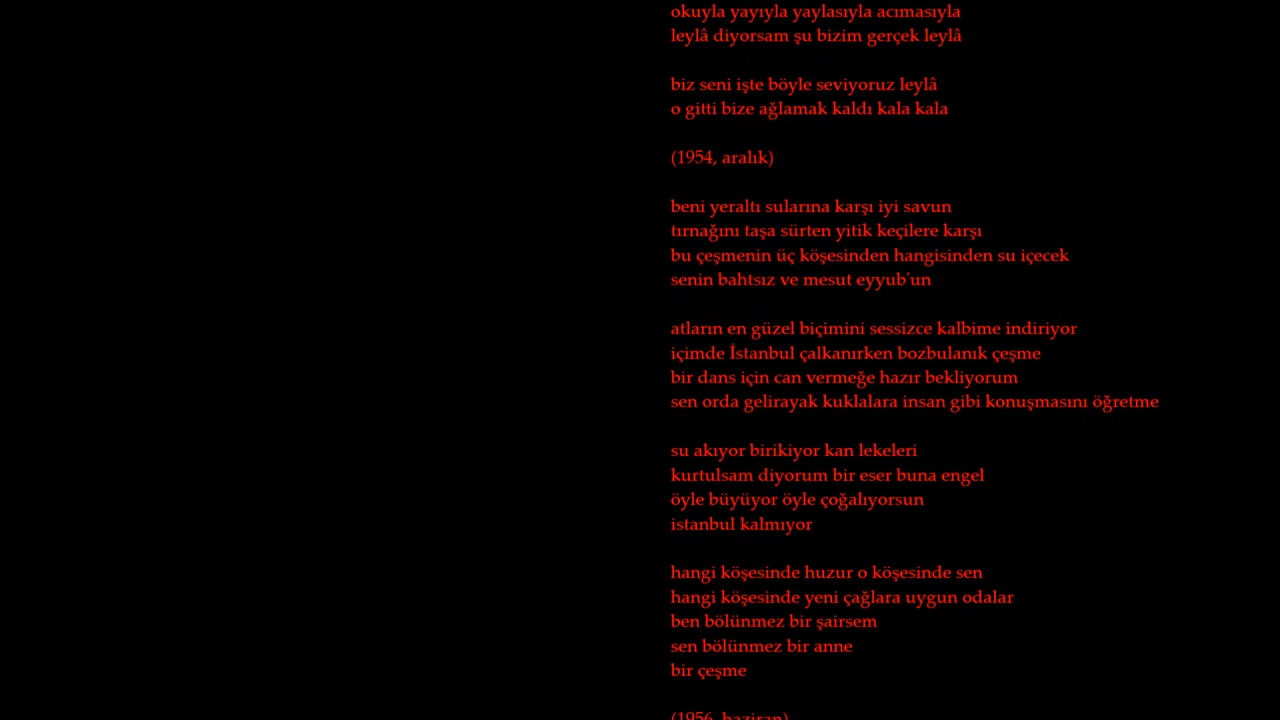 okuyla yayıyla yaylasıyla acımasıyla
leylâ diyorsam şu bizim gerçek leylâ
biz seni işte böyle seviyoruz leylâ
o gitti bize ağlamak kaldı kala kala
(1954, aralık)
beni yeraltı sularına karşı iyi savun
tırnağını taşa sürten yitik keçilere karşı
bu çeşmenin üç köşesinden hangisinden su içecek
senin bahtsız ve mesut eyyub'un
atların en güzel biçimini sessizce kalbime indiriyor
içimde İstanbul çalkanırken bozbulanık çeşme
bir dans için can vermeğe hazır bekliyorum
sen orda gelirayak kuklalara insan gibi konuşmasını öğretme
su akıyor birikiyor kan lekeleri
kurtulsam diyorum bir eser buna engel
öyle büyüyor öyle çoğalıyorsun
istanbul kalmıyor
hangi köşesinde huzur o köşesinde sen
hangi köşesinde yeni çağlara uygun odalar
ben bölünmez bir şairsem
sen bölünmez bir anne
bir çeşme
(1956, haziran)